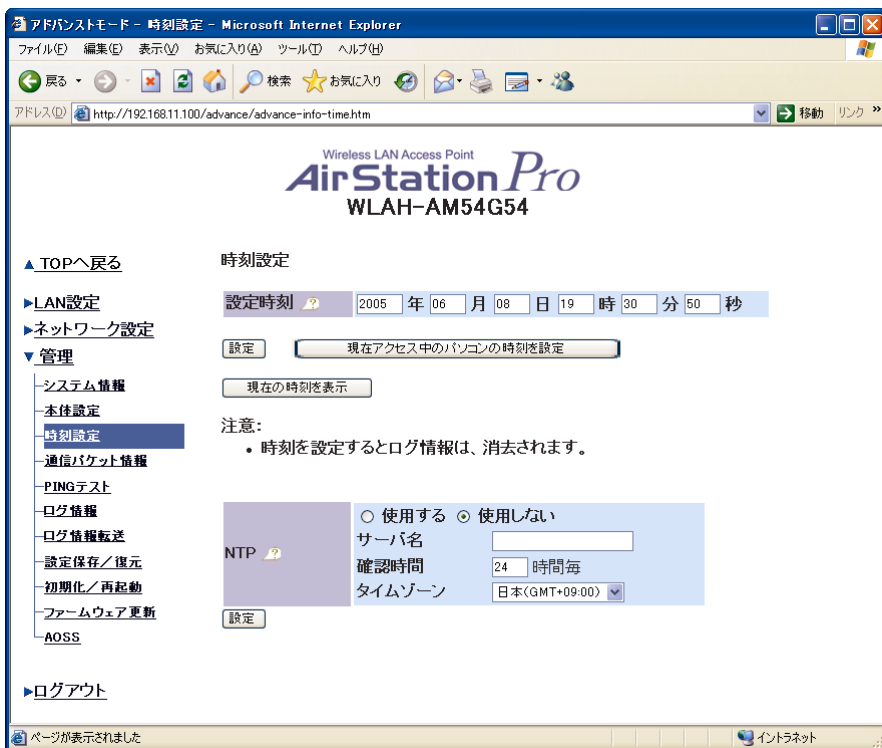 アドバンストモード - 時刻設定 - Microsoft Internet Explorer
ファイル(F) 編集(E) 表示(V) お気に入り(A) ツール(T) ヘルプ(H)
戻る 検索 お気に入り
アドレス(D) http://192.168.11.100/advance/advance-info-time.htm 移動 リンク »
Wireless LAN Access Point
AirStation Pro
WLAH-AM54G54
▲ TOPへ戻る
▶LAN設定
▶ネットワーク設定
▼ 管理
システム情報
本体設定
時刻設定
通信パケット情報
PINGテスト
ログ情報
ログ情報転送
設定保存／復元
初期化／再起動
ファームウェア更新
AOSS
▶ログアウト
時刻設定
設定時刻 ? 2005 年 06 月 08 日 19 時 30 分 50 秒
設定 現在アクセス中のパソコンの時刻を設定
現在の時刻を表示
注意:
• 時刻を設定するとログ情報は、消去されます。
NTP ?
使用する 使用しない
サーバ名
確認時間 24 時間毎
タイムゾーン 日本(GMT+09:00)
設定
ページが表示されました イントラネット